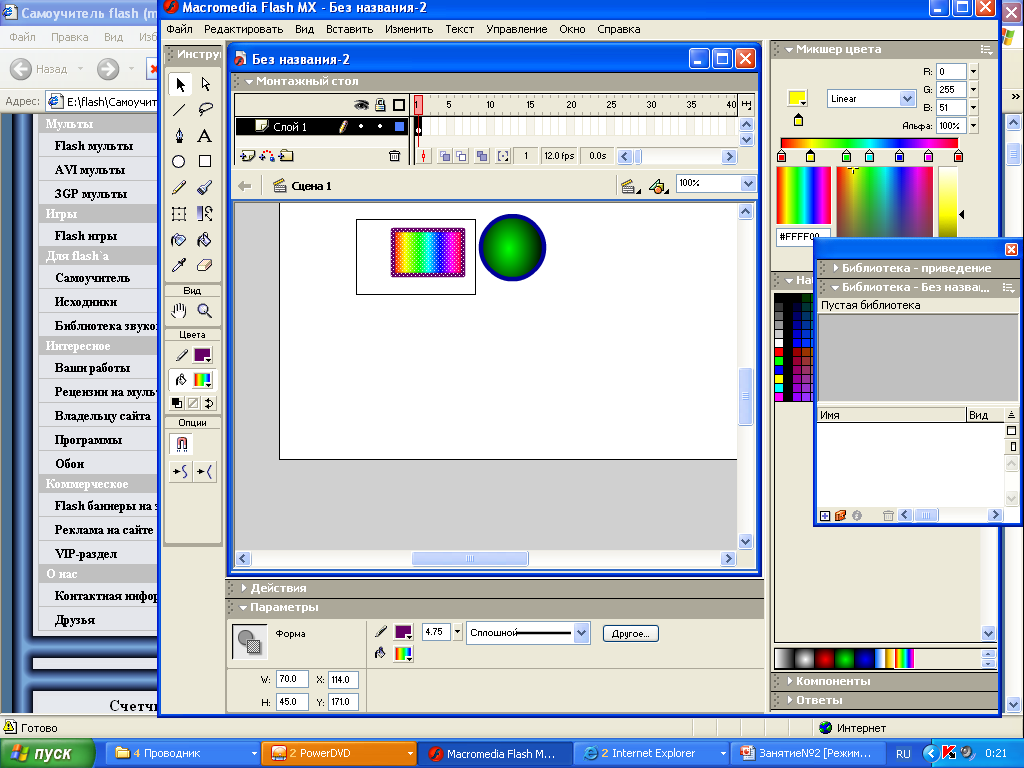 Самоучитель flash (m
Macromedia Flash MX - Без названия-2
Файл Правка Вид Изб
Файл Редактировать Вид Вставить Изменить Текст Управление Окно Справка
Назад
Адрес: E:\flash\Самоучит
Инстру
Без названия-2
Монтажный стол
1 5 10 15 20 25 30 35 40
Слой 1
1 12.0 fps 0.0s
Сцена 1
100%
Мульты
Flash мульты
AVI мульты
3GP мульты
Игры
Flash игры
Для flash`а
Самоучитель
Исходники
Библиотека звуко
Интересное
Ваши работы
Рецензии на муль
Владельцу сайта
Программы
Обои
Коммерческое
Flash баннеры на з
Реклама на сайте
VIP-раздел
О нас
Контактная инфор
Друзья
Счетч
Вид
Цвета
Опции
Микшер цвета
R: 0
Linear
G: 255
B: 51
Альфа: 100%
#FFFF00
На
Библиотека - приведение
Библиотека - Без назва...
Пустая библиотека
Имя Вид
Компоненты
Ответы
Действия
Параметры
Форма
4.75 Сплошной Другое...
W: 70.0 X: 114.0
H: 45.0 Y: 171.0
Готово
Интернет
пуск
4 Проводник
2 PowerDVD
Macromedia Flash M...
2 Internet Explorer
Занятие№2 [Режим...
RU
0:21